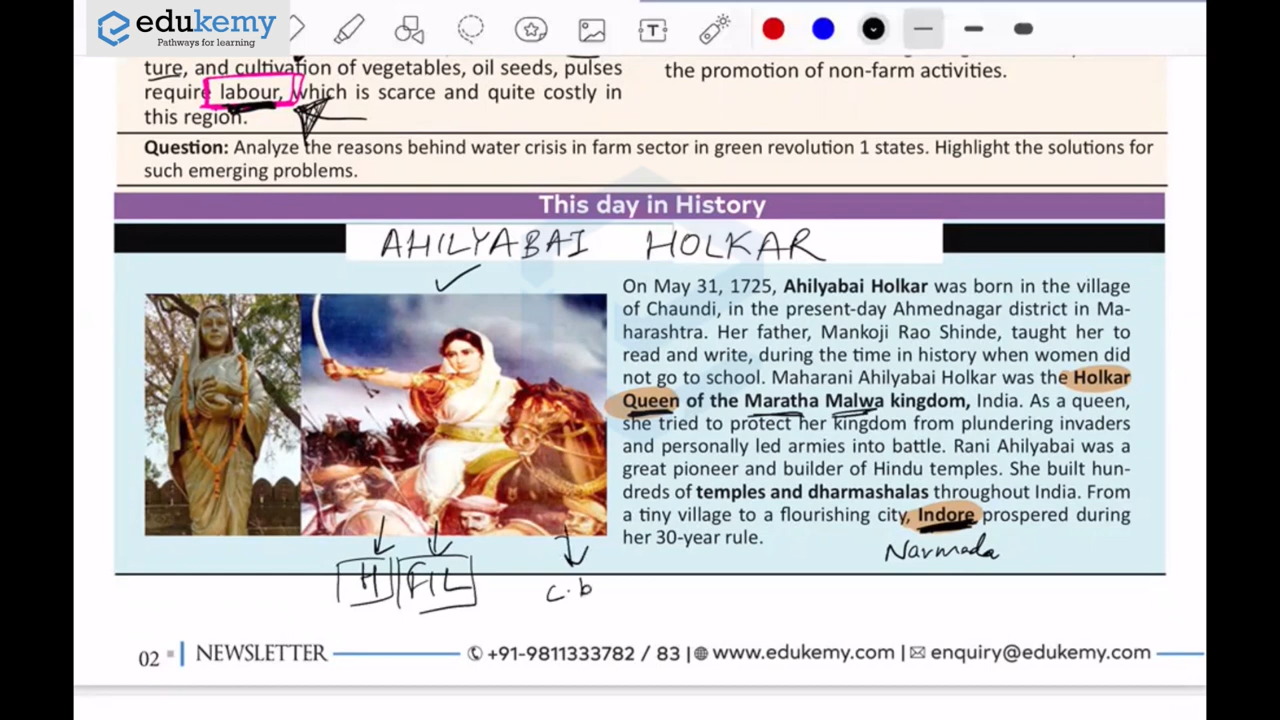 edukemy
Pathways for learning
ture, and cultivation of vegetables, oil seeds, pulses
require labour, which is scarce and quite costly in
this region.
the promotion of non-farm activities.
Question: Analyze the reasons behind water crisis in farm sector in green revolution 1 states. Highlight the solutions for
such emerging problems.
This day in History
AHILYABAI HOLKAR
On May 31, 1725, Ahilyabai Holkar was born in the village
of Chaundi, in the present-day Ahmednagar district in Ma-
harashtra. Her father, Mankoji Rao Shinde, taught her to
read and write, during the time in history when women did
not go to school. Maharani Ahilyabai Holkar was the Holkar
Queen of the Maratha Malwa kingdom, India. As a queen,
she tried to protect her kingdom from plundering invaders
and personally led armies into battle. Rani Ahilyabai was a
great pioneer and builder of Hindu temples. She built hun-
dreds of temples and dharmashalas throughout India. From
a tiny village to a flourishing city, Indore prospered during
her 30-year rule.
Narmada
H FIL c.b
02 NEWSLETTER +91-9811333782 / 83 | www.edukemy.com | enquiry@edukemy.com